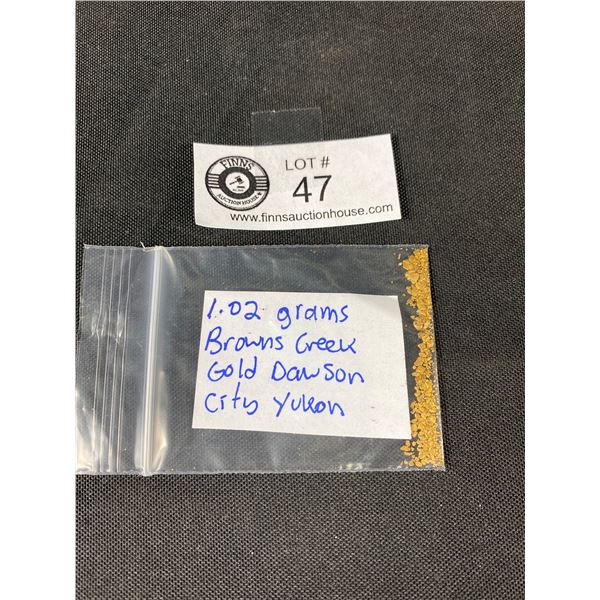 FINNS
AUCTION HOUSE
LOT #
47
www.finnsauctionhouse.com
1.02 grams
Browns Creek
Gold Dawson
City Yukon